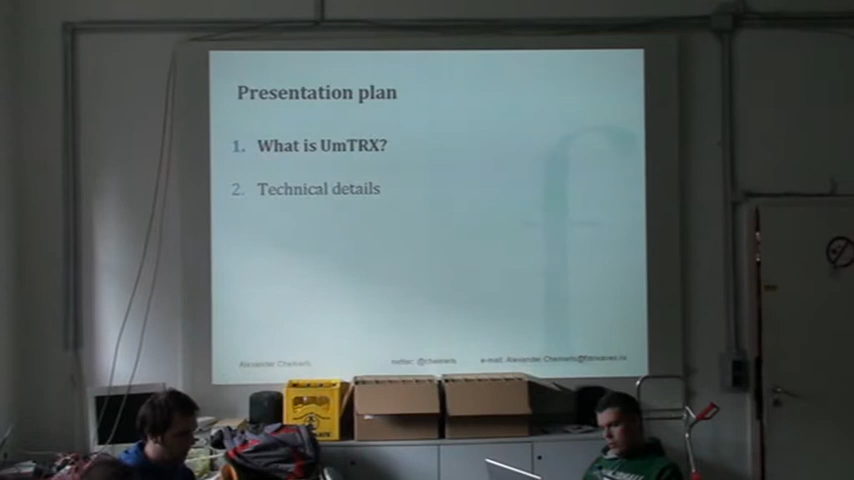 Presentation plan
1. What is UmTRX?
2. Technical details
Alexander Chemeris twitter: @chemeris e-mail: Alexander.Chemeris@fairwaves.ru